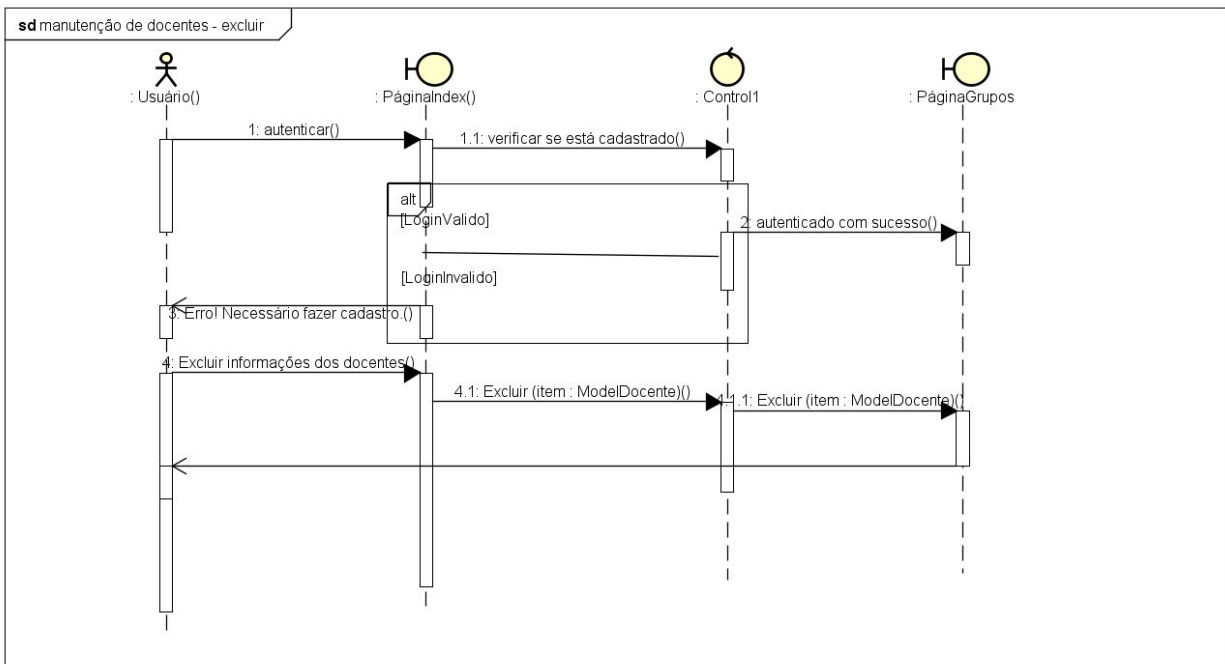 sd manutenção de docentes - excluir
: Usuário()
: PáginaIndex()
: Control1
: PáginaGrupos
1: autenticar()
1.1: verificar se está cadastrado()
alt
[LoginValido]
2: autenticado com sucesso()
[LoginInvalido]
3: Erro! Necessário fazer cadastro.()
4: Excluir informações dos docentes()
4.1: Excluir (item : ModelDocente)()
4.1.1: Excluir (item : ModelDocente)()